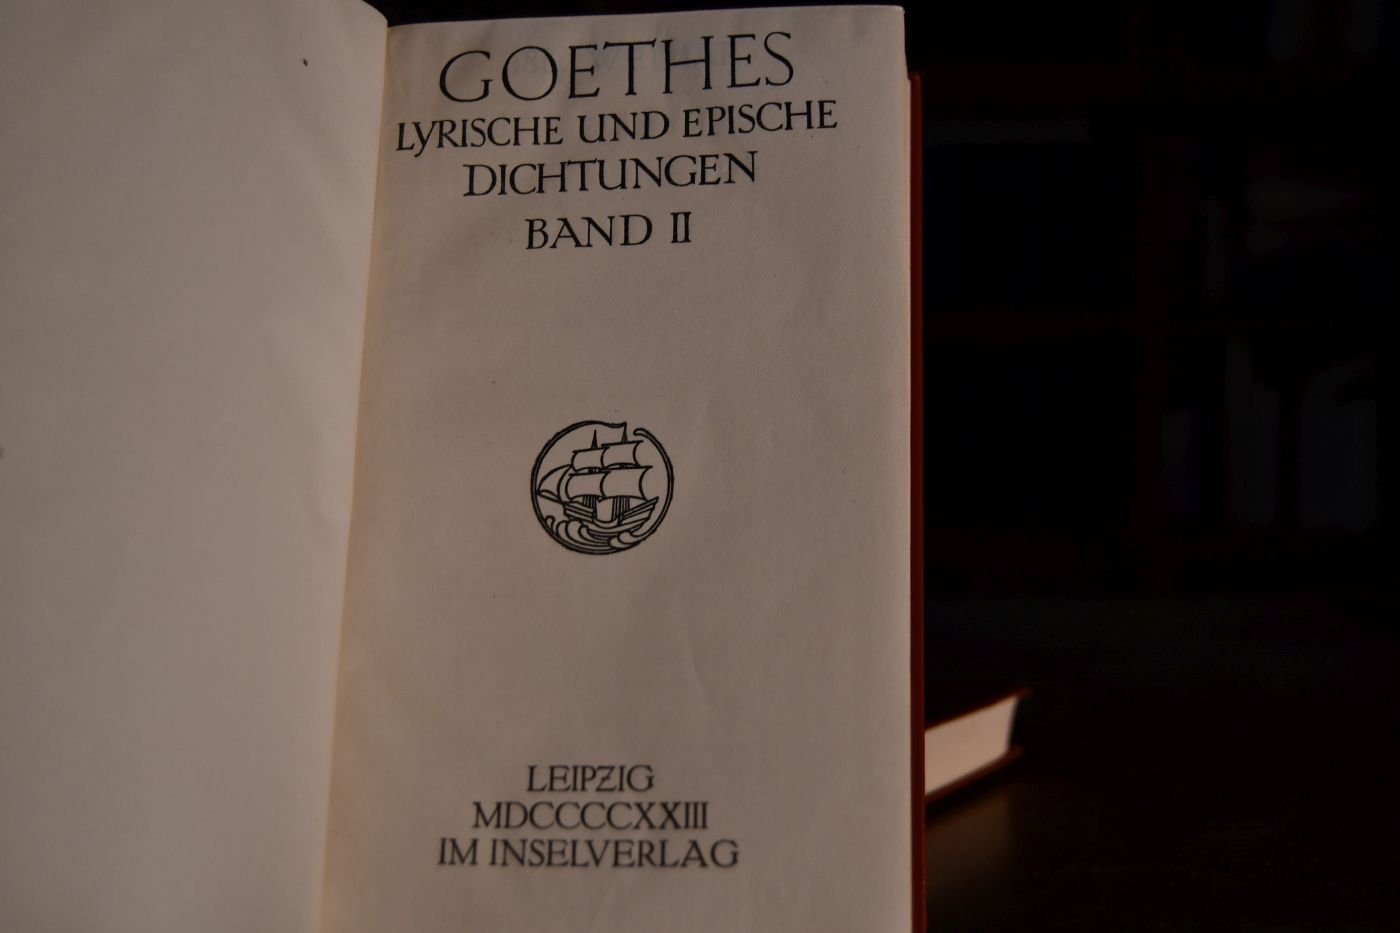 GOETHES
LYRISCHE UND EPISCHE
DICHTUNGEN
BAND II
LEIPZIG
MDCCCCXXIII
IM INSELVERLAG